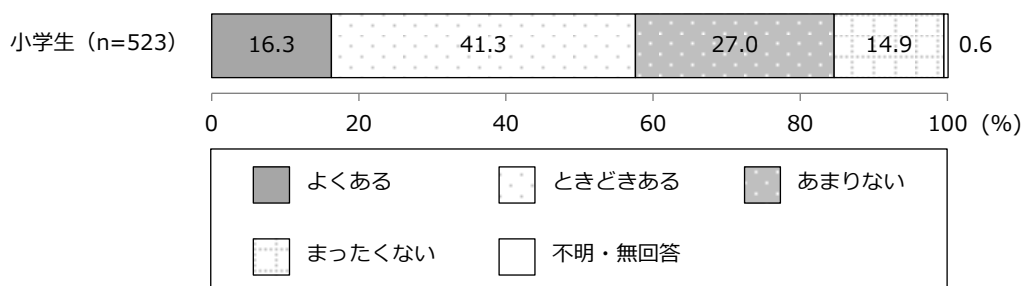 小学生（n=523） 16.3 41.3 27.0 14.9 0.6
0 20 40 60 80 100 (%)
よくある ときどきある あまりない
まったくない 不明・無回答